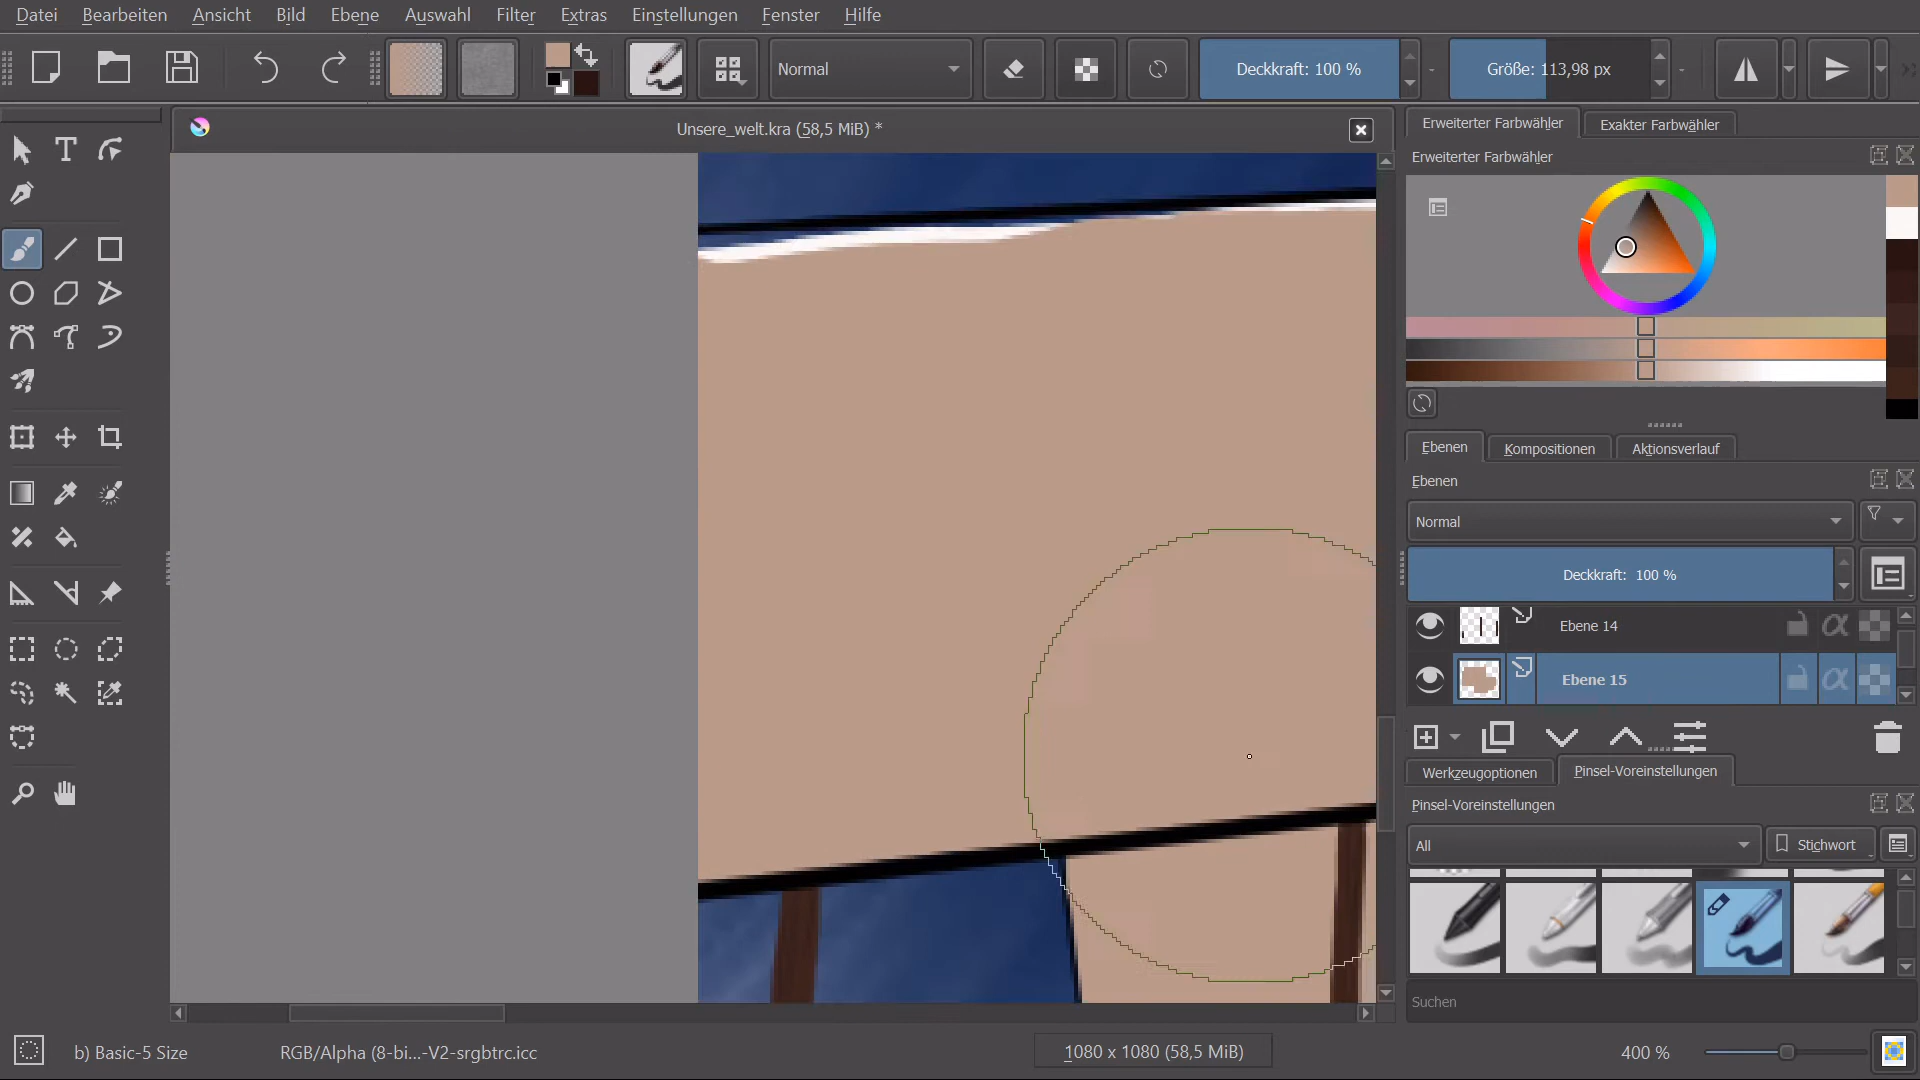 Datei Bearbeiten Ansicht Bild Ebene Auswahl Filter Extras Einstellungen Fenster Hilfe
Normal Deckkraft: 100 % Größe: 113,98 px
Unsere_welt.kra (58,5 MiB) *
Erweiterter Farbwähler Exakter Farbwähler
Erweiterter Farbwähler
Ebenen Kompositionen Aktionsverlauf
Ebenen
Normal
Deckkraft: 100 %
Ebene 14
Ebene 15
Werkzeugoptionen Pinsel-Voreinstellungen
Pinsel-Voreinstellungen
All Stichwort
Suchen
b) Basic-5 Size RGB/Alpha (8-bi...-V2-srgbtrc.icc 1080 x 1080 (58,5 MiB) 400 %